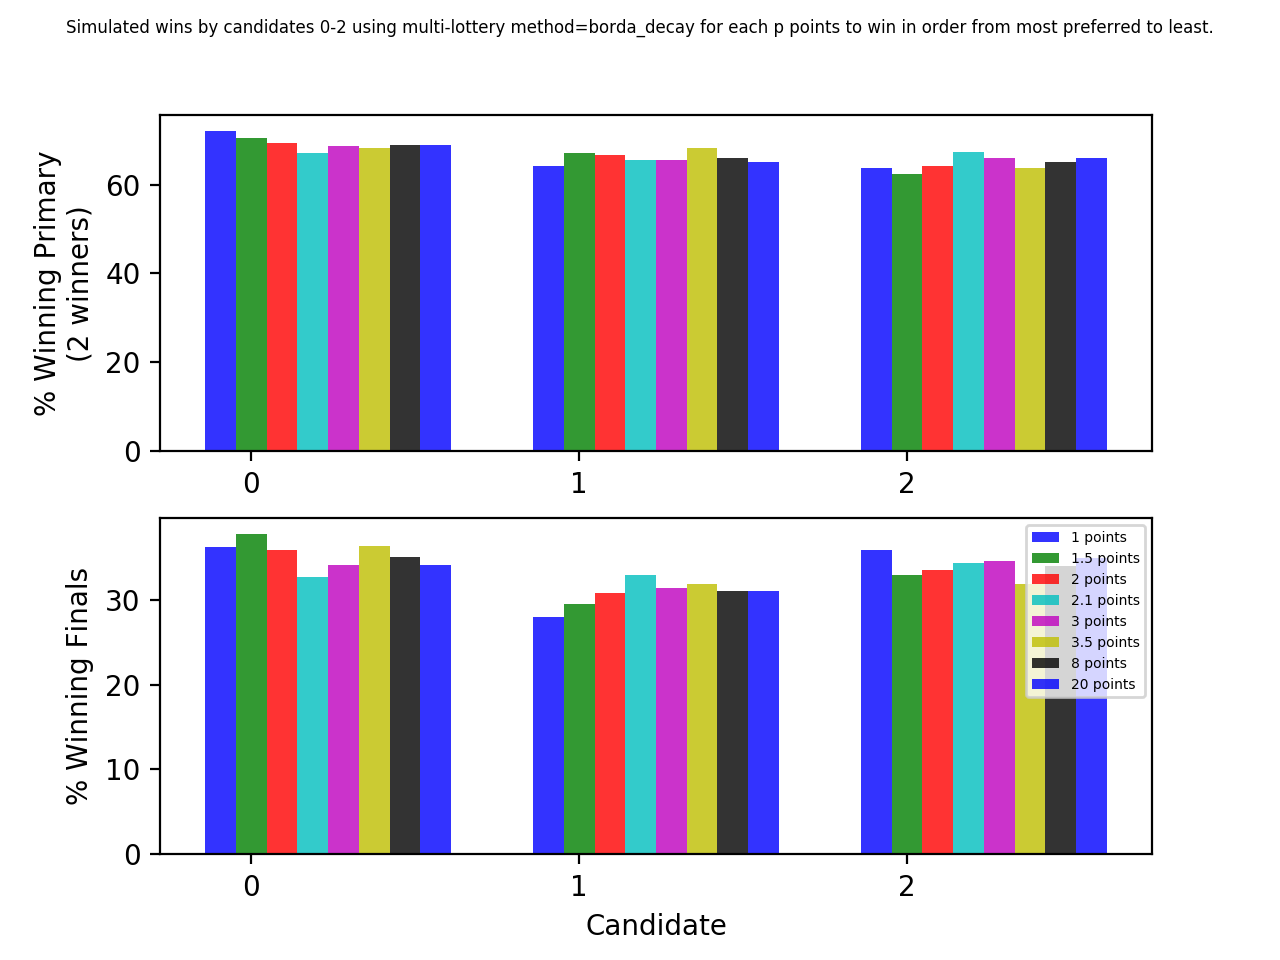 Simulated wins by candidates 0-2 using multi-lottery method=borda_decay for each p points to win in order from most preferred to least.
% Winning Primary
(2 winners)
60
40
20
0
0 1 2
% Winning Finals
30
20
10
0
1 points
1.5 points
2 points
2.1 points
3 points
3.5 points
8 points
20 points
0 1 2
Candidate